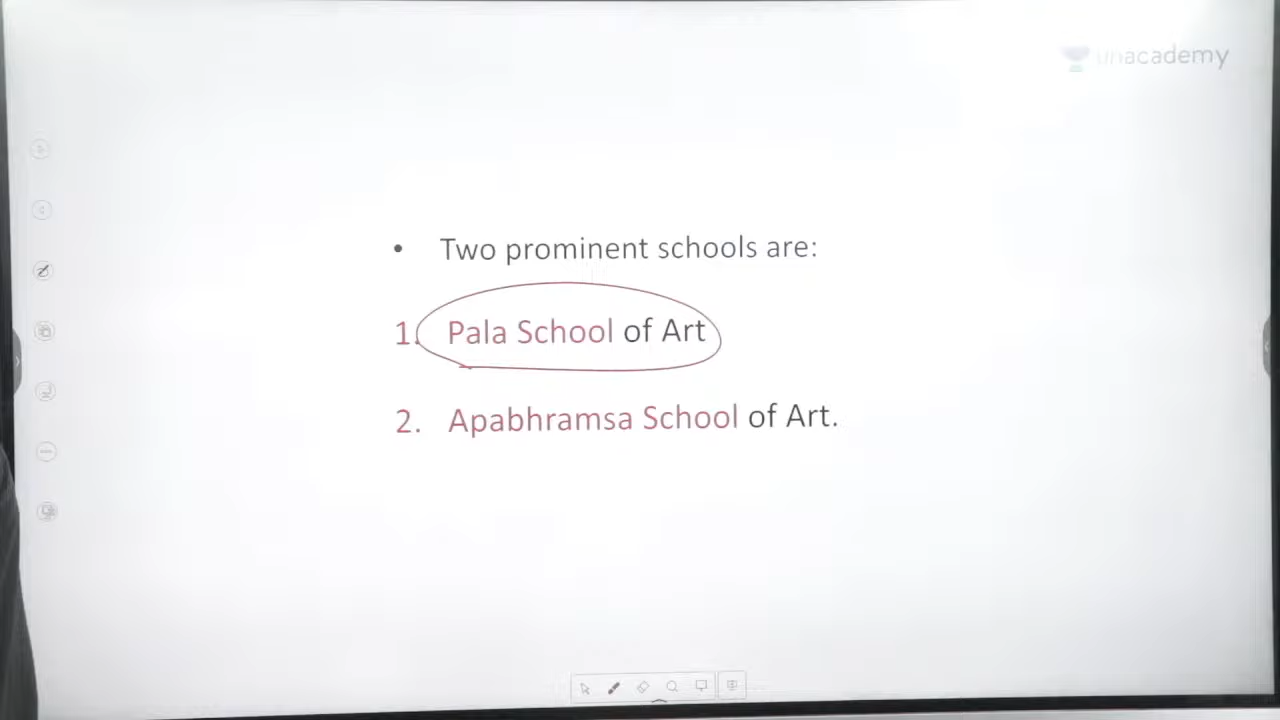 unacademy
• Two prominent schools are:
1. Pala School of Art
2. Apabhramsa School of Art.